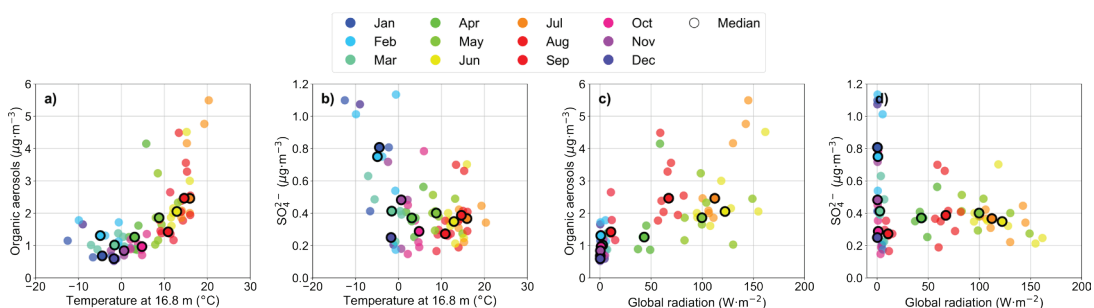 Jan Apr Jul Oct Median
Feb May Aug Nov
Mar Jun Sep Dec
a)
Organic aerosols (μg·m⁻³)
6
5
4
3
2
1
0
−20 −10 0 10 20 30
Temperature at 16.8 m (°C)
b)
SO₄²⁻ (μg·m⁻³)
1.2
1.0
0.8
0.6
0.4
0.2
0.0
−20 −10 0 10 20 30
Temperature at 16.8 m (°C)
c)
Organic aerosols (μg·m⁻³)
6
5
4
3
2
1
0
0 50 100 150 200
Global radiation (W·m⁻²)
d)
SO₄²⁻ (μg·m⁻³)
1.2
1.0
0.8
0.6
0.4
0.2
0.0
0 50 100 150 200
Global radiation (W·m⁻²)